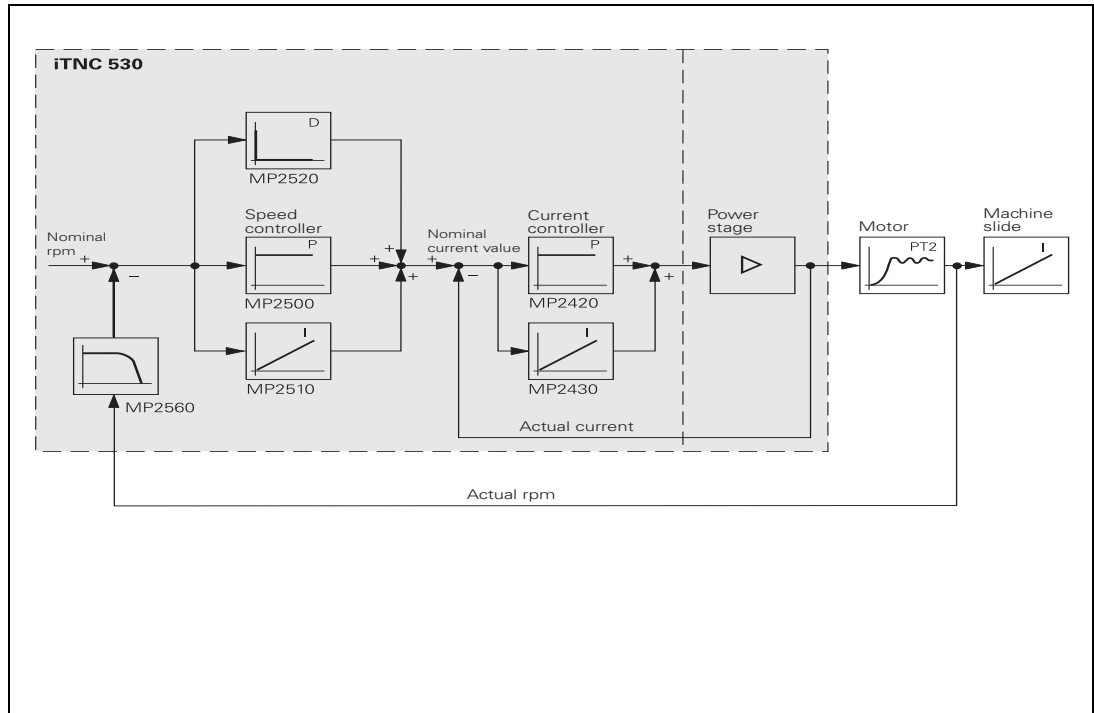 iTNC 530
D
MP2520
Speed
controller
P
MP2500
I
MP2510
Nominal
rpm
+
–
MP2560
+
+
+
Nominal
current value
+
–
Current
controller
P
MP2420
I
MP2430
+
+
Power
stage
Motor
PT2
Machine
slide
I
Actual current
Actual rpm